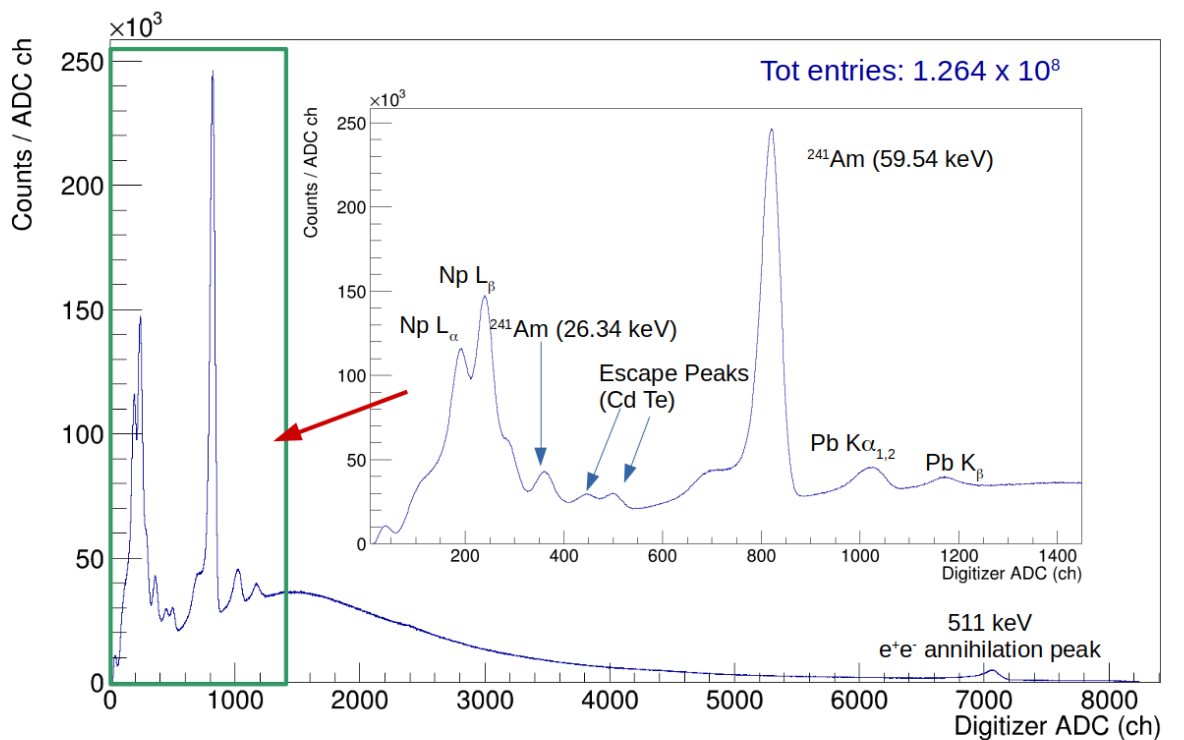 ×10³
Counts / ADC ch
250
200
150
100
50
0
0
1000
2000
3000
4000
5000
6000
7000
8000
Digitizer ADC (ch)
Tot entries: 1.264 x 10⁸
×10³
Counts / ADC ch
250
200
150
100
50
0
200
400
600
800
1000
1200
1400
Digitizer ADC (ch)
²⁴¹Am (59.54 keV)
Np Lβ
Np Lα
²⁴¹Am (26.34 keV)
Escape Peaks
(Cd Te)
Pb Kα₁,₂
Pb Kβ
511 keV
e⁺e⁻ annihilation peak